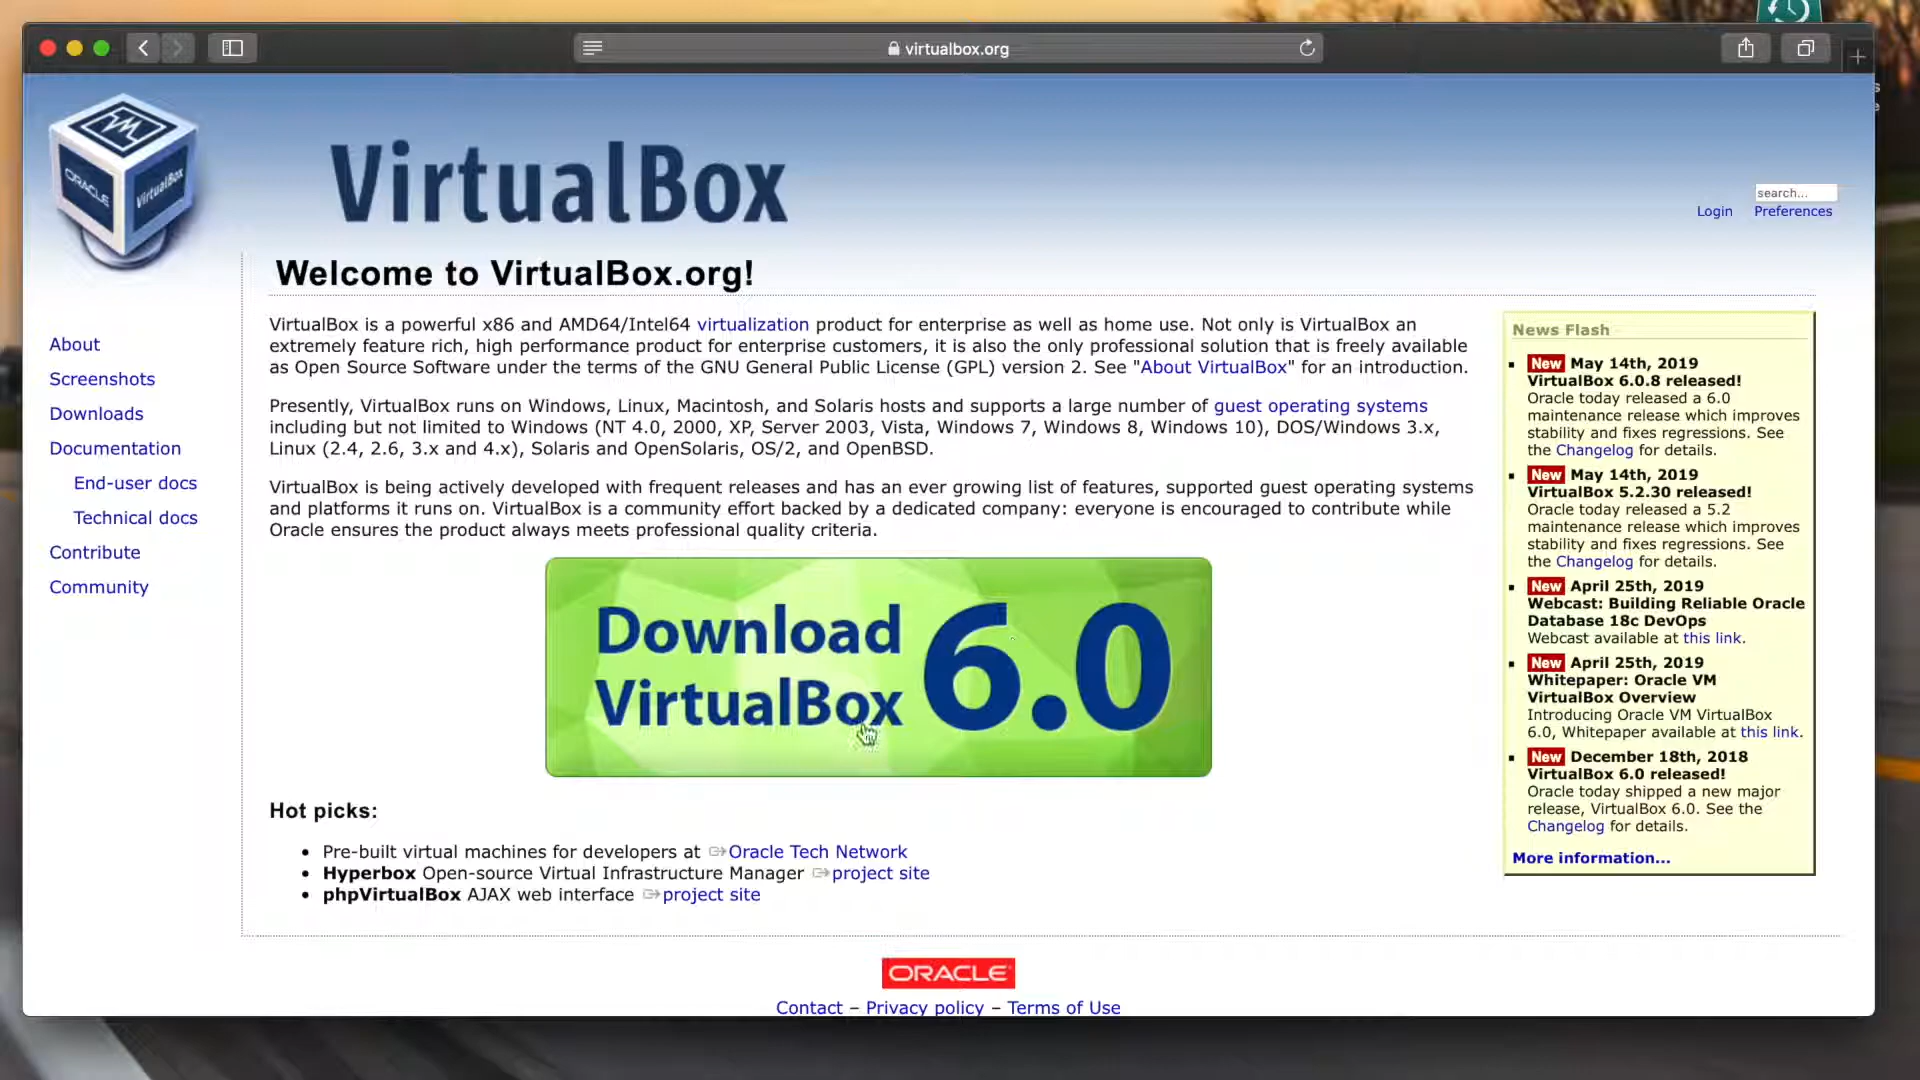 virtualbox.org
ORACLE
VirtualBox
VirtualBox
search...
Login
Preferences
Welcome to VirtualBox.org!
About
Screenshots
Downloads
Documentation
End-user docs
Technical docs
Contribute
Community
VirtualBox is a powerful x86 and AMD64/Intel64 virtualization product for enterprise as well as home use. Not only is VirtualBox an
extremely feature rich, high performance product for enterprise customers, it is also the only professional solution that is freely available
as Open Source Software under the terms of the GNU General Public License (GPL) version 2. See "About VirtualBox" for an introduction.
Presently, VirtualBox runs on Windows, Linux, Macintosh, and Solaris hosts and supports a large number of guest operating systems
including but not limited to Windows (NT 4.0, 2000, XP, Server 2003, Vista, Windows 7, Windows 8, Windows 10), DOS/Windows 3.x,
Linux (2.4, 2.6, 3.x and 4.x), Solaris and OpenSolaris, OS/2, and OpenBSD.
VirtualBox is being actively developed with frequent releases and has an ever growing list of features, supported guest operating systems
and platforms it runs on. VirtualBox is a community effort backed by a dedicated company: everyone is encouraged to contribute while
Oracle ensures the product always meets professional quality criteria.
Download
VirtualBox
6.0
Hot picks:
Pre-built virtual machines for developers at Oracle Tech Network
Hyperbox Open-source Virtual Infrastructure Manager project site
phpVirtualBox AJAX web interface project site
News Flash
New May 14th, 2019
VirtualBox 6.0.8 released!
Oracle today released a 6.0
maintenance release which improves
stability and fixes regressions. See
the Changelog for details.
New May 14th, 2019
VirtualBox 5.2.30 released!
Oracle today released a 5.2
maintenance release which improves
stability and fixes regressions. See
the Changelog for details.
New April 25th, 2019
Webcast: Building Reliable Oracle
Database 18c DevOps
Webcast available at this link.
New April 25th, 2019
Whitepaper: Oracle VM
VirtualBox Overview
Introducing Oracle VM VirtualBox
6.0, Whitepaper available at this link.
New December 18th, 2018
VirtualBox 6.0 released!
Oracle today shipped a new major
release, VirtualBox 6.0. See the
Changelog for details.
More information...
ORACLE
Contact – Privacy policy – Terms of Use